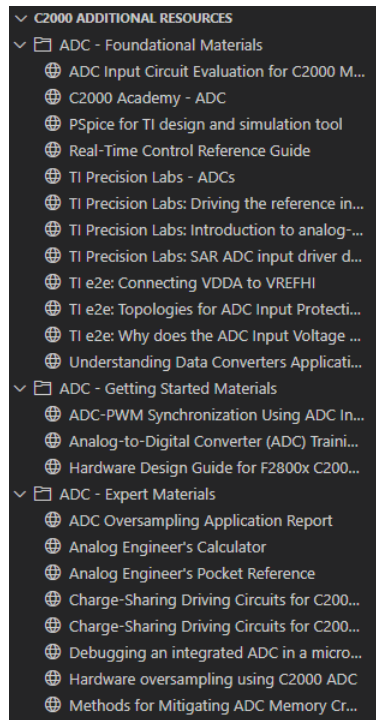 C2000 ADDITIONAL RESOURCES
ADC - Foundational Materials
ADC Input Circuit Evaluation for C2000 M...
C2000 Academy - ADC
PSpice for TI design and simulation tool
Real-Time Control Reference Guide
TI Precision Labs - ADCs
TI Precision Labs: Driving the reference in...
TI Precision Labs: Introduction to analog-...
TI Precision Labs: SAR ADC input driver d...
TI e2e: Connecting VDDA to VREFHI
TI e2e: Topologies for ADC Input Protecti...
TI e2e: Why does the ADC Input Voltage ...
Understanding Data Converters Applicati...
ADC - Getting Started Materials
ADC-PWM Synchronization Using ADC In...
Analog-to-Digital Converter (ADC) Traini...
Hardware Design Guide for F2800x C200...
ADC - Expert Materials
ADC Oversampling Application Report
Analog Engineer's Calculator
Analog Engineer's Pocket Reference
Charge-Sharing Driving Circuits for C200...
Charge-Sharing Driving Circuits for C200...
Debugging an integrated ADC in a micro...
Hardware oversampling using C2000 ADC
Methods for Mitigating ADC Memory Cr...